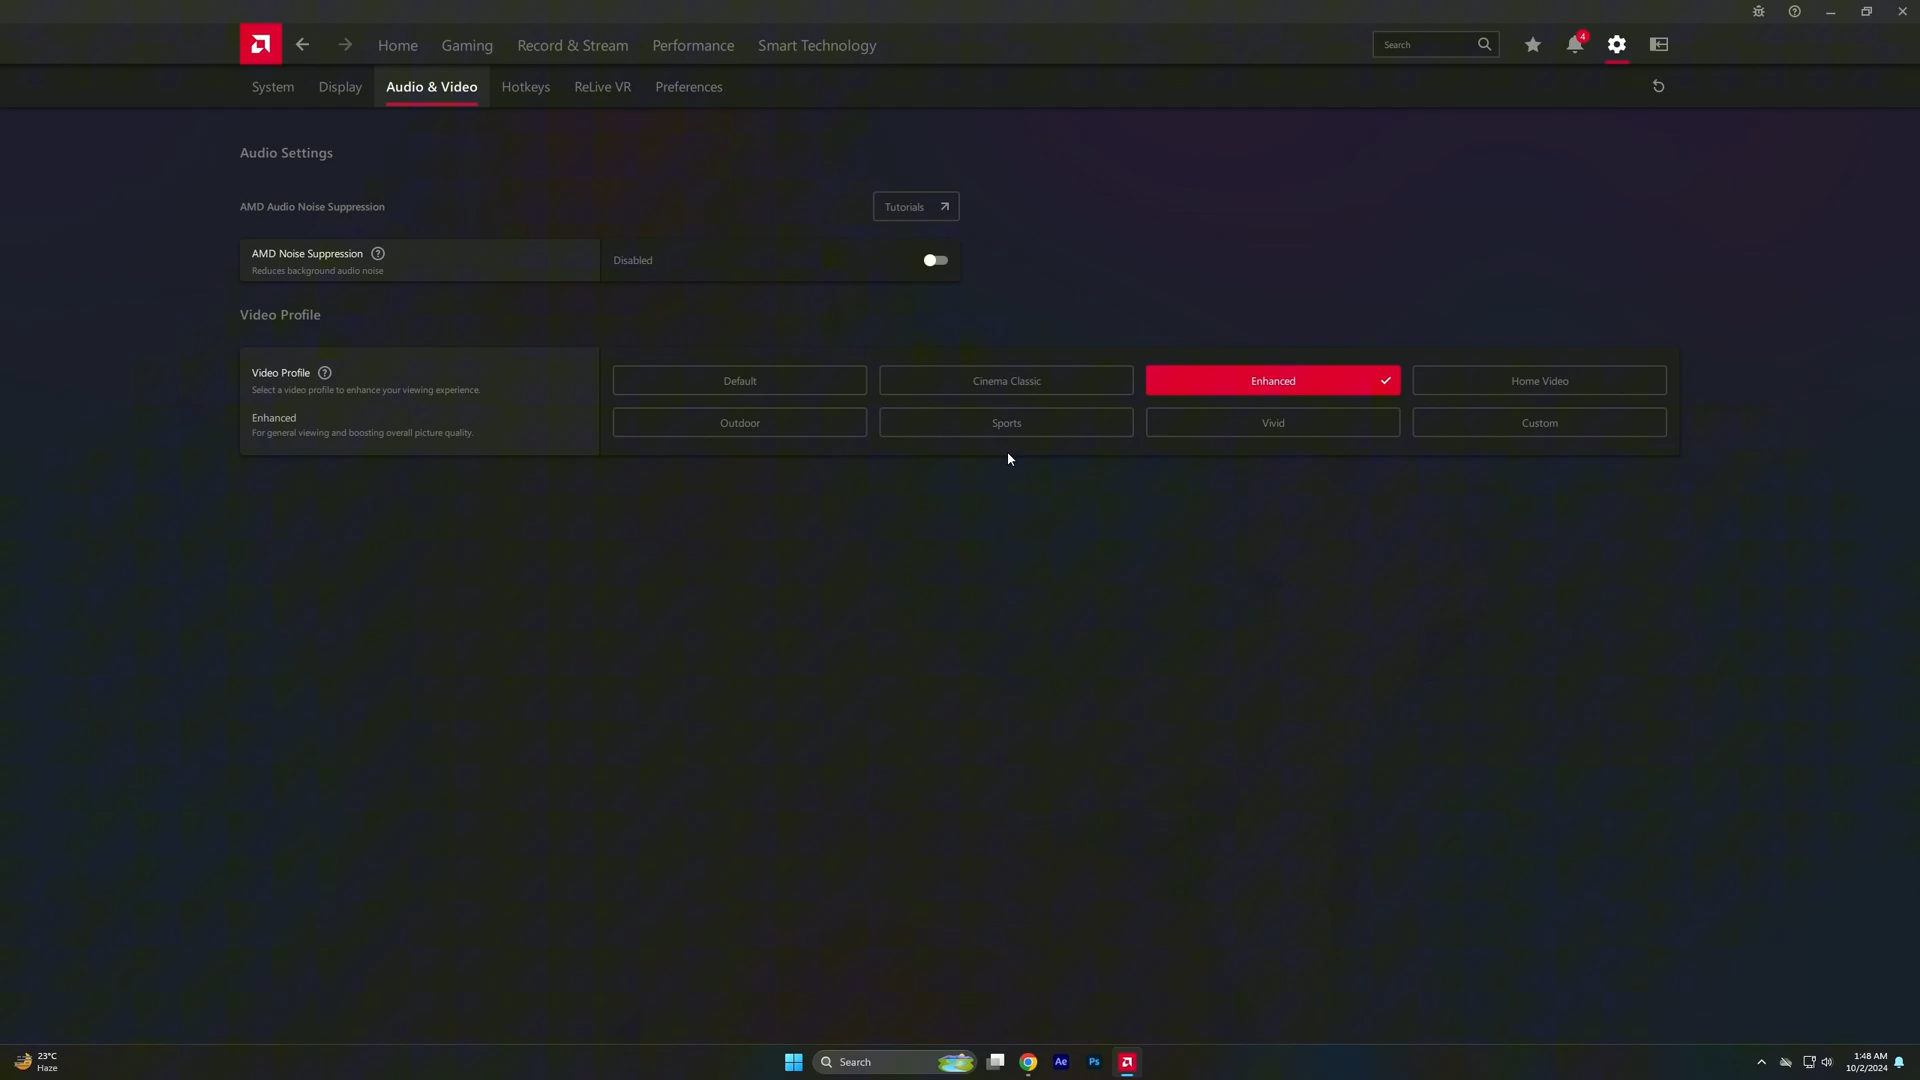 Home Gaming Record & Stream Performance Smart Technology Search 4
System Display Audio & Video Hotkeys ReLive VR Preferences
Audio Settings
AMD Audio Noise Suppression Tutorials
AMD Noise Suppression Disabled
Reduces background audio noise
Video Profile
Video Profile
Select a video profile to enhance your viewing experience.
Enhanced
For general viewing and boosting overall picture quality.
Default Cinema Classic Enhanced Home Video
Outdoor Sports Vivid Custom
23°C
Haze
Search
Ae
Ps
1:48 AM
10/2/2024